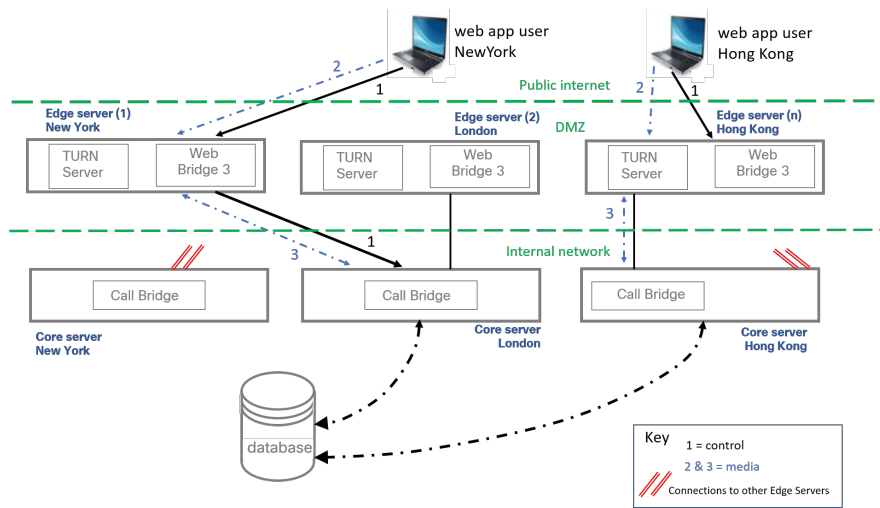 web app user
NewYork
web app user
Hong Kong
2
1
2
1
Public internet
Edge server (1)
New York
Edge server (2)
London
DMZ
Edge server (n)
Hong Kong
TURN
Server
Web
Bridge 3
TURN
Server
Web
Bridge 3
TURN
Server
Web
Bridge 3
3
1
3
Internal network
Call Bridge
Call Bridge
Call Bridge
Core server
New York
Core server
London
Core server
Hong Kong
database
Key
1 = control
2 & 3 = media
Connections to other Edge Servers